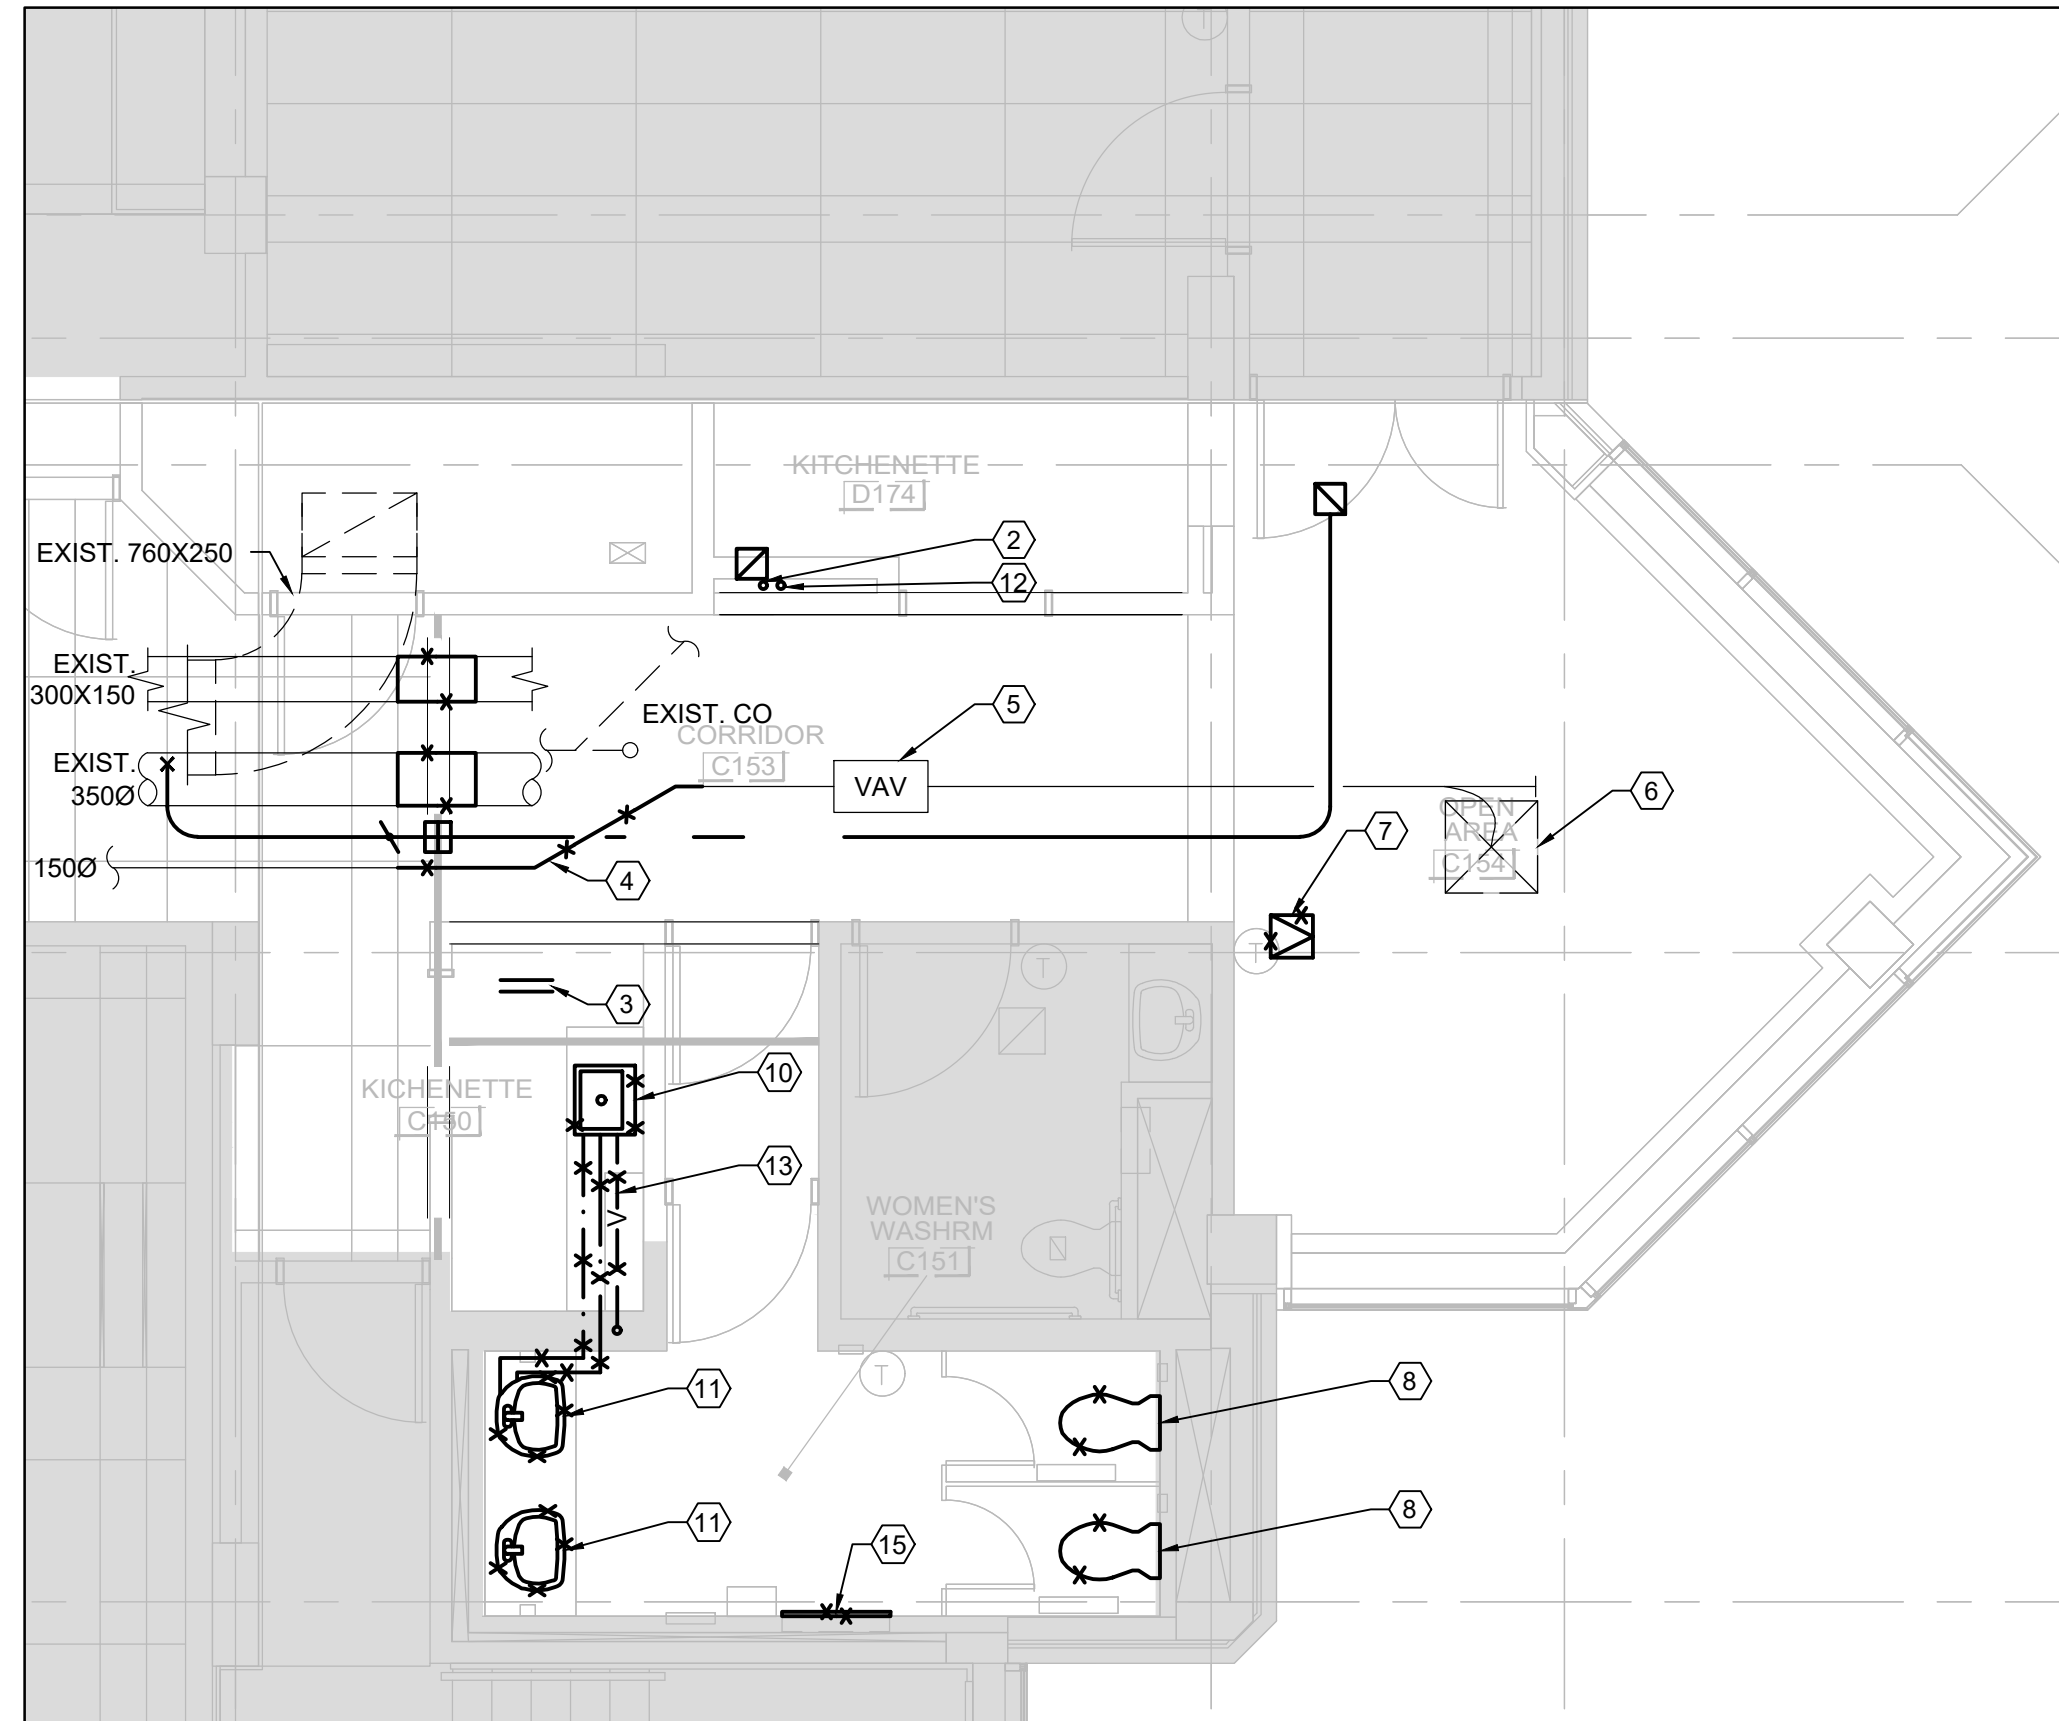 T
KITCHENETTE
D174
2
12
EXIST. 760X250
EXIST.
300X150
EXIST. CO
5
CORRIDOR
C153
EXIST.
350Ø
VAV
6
OPEN
AREA
C154
7
150Ø
4
T
T
3
10
KICHENETTE
C150
13
V
WOMEN'S
WASHRM
C151
T
11
8
11
8
15